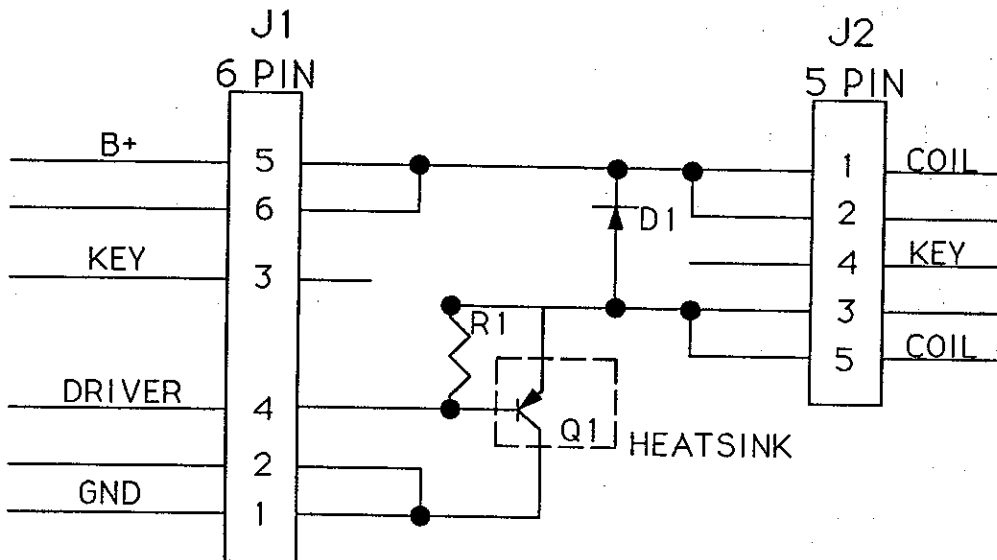 J1
6 PIN
J2
5 PIN
B+
5
6
KEY
3
DRIVER
4
2
GND
1
R1
Q1
HEATSINK
D1
1
COIL
2
4
KEY
3
5
COIL